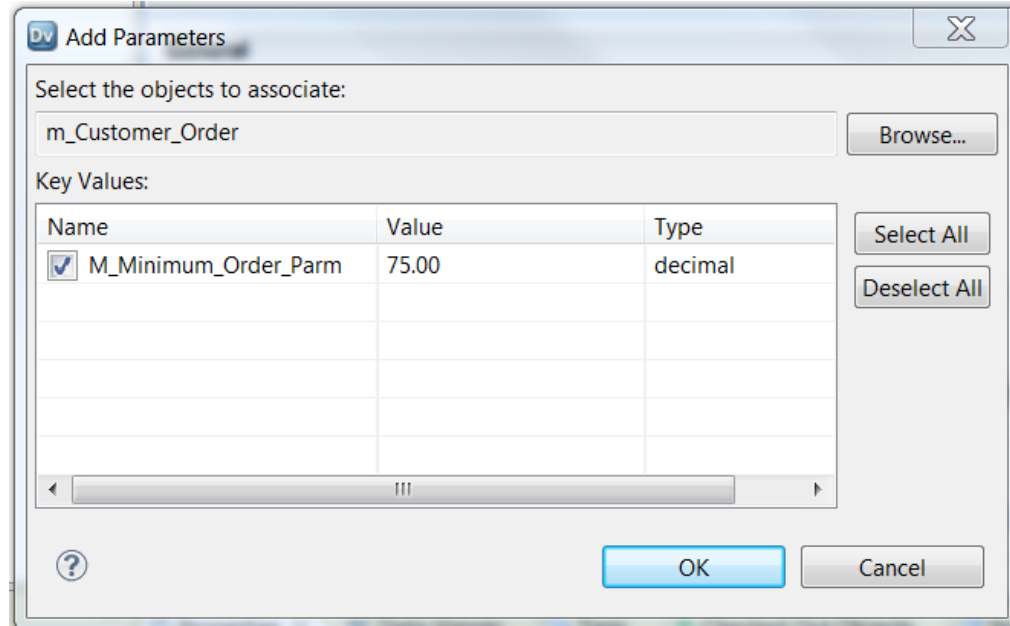 Dv Add Parameters
General
Select the objects to associate:
m_Customer_Order
Browse...
Key Values:
Name Value Type
M_Minimum_Order_Parm 75.00 decimal
Select All
Deselect All
?
OK Cancel